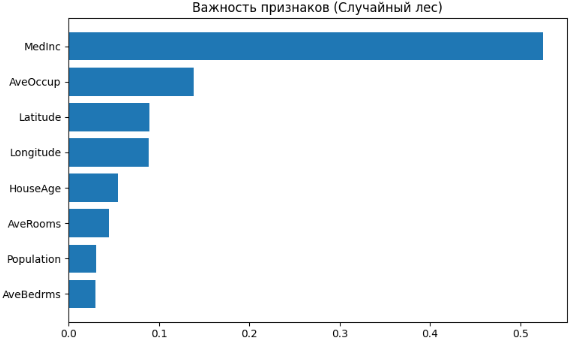 Важность признаков (Случайный лес)
MedInc
AveOccup
Latitude
Longitude
HouseAge
AveRooms
Population
AveBedrms
0.0 0.1 0.2 0.3 0.4 0.5